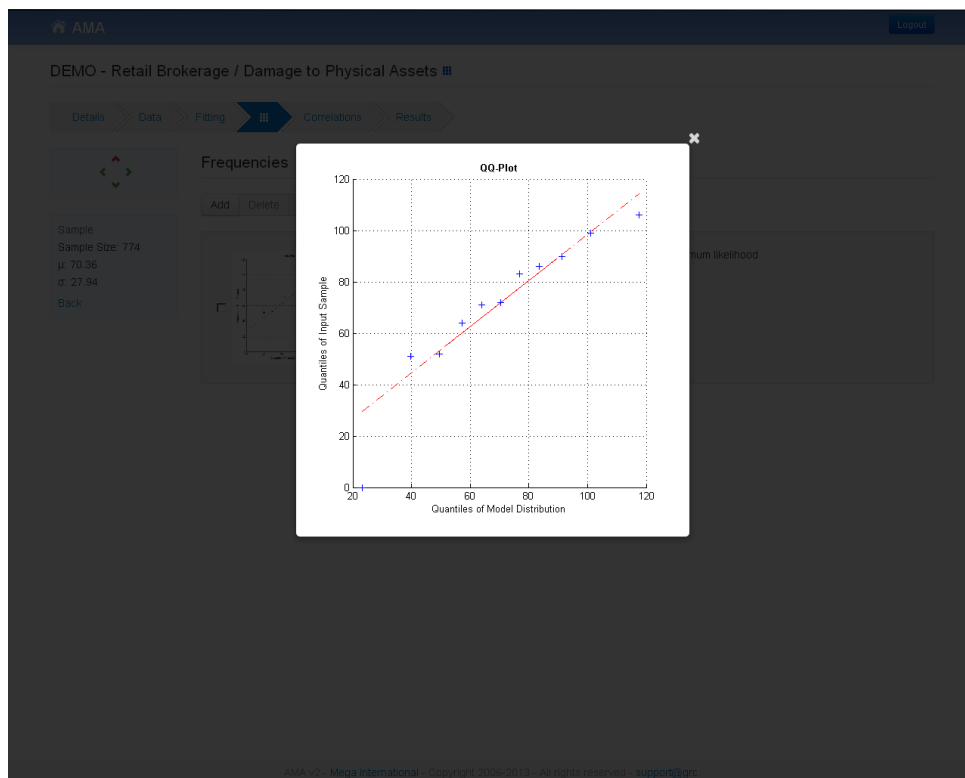 AMA
Logout
DEMO - Retail Brokerage / Damage to Physical Assets
Details
Data
Fitting
Correlations
Results
Frequencies
Add
Delete
Sample
Sample Size: 774
μ: 70.36
σ: 27.94
Back
likelihood
QQ-Plot
Quantiles of Input Sample
120
100
80
60
40
20
0
20 40 60 80 100 120
Quantiles of Model Distribution
AMA v2 - Mega International - Copyright 2006-2013 - All rights reserved - support@grc